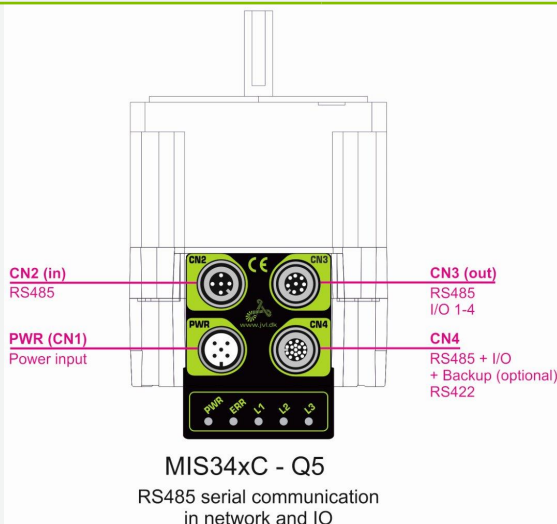 CN2 (in)
RS485
PWR (CN1)
Power input
CN2
CE
CN3
www.jvl.dk
PWR
CN4
PWR
ERR
L1
L2
L3
CN3 (out)
RS485
I/O 1-4
CN4
RS485 + I/O
+ Backup (optional)
RS422
MIS34xC - Q5
RS485 serial communication
in network and IO